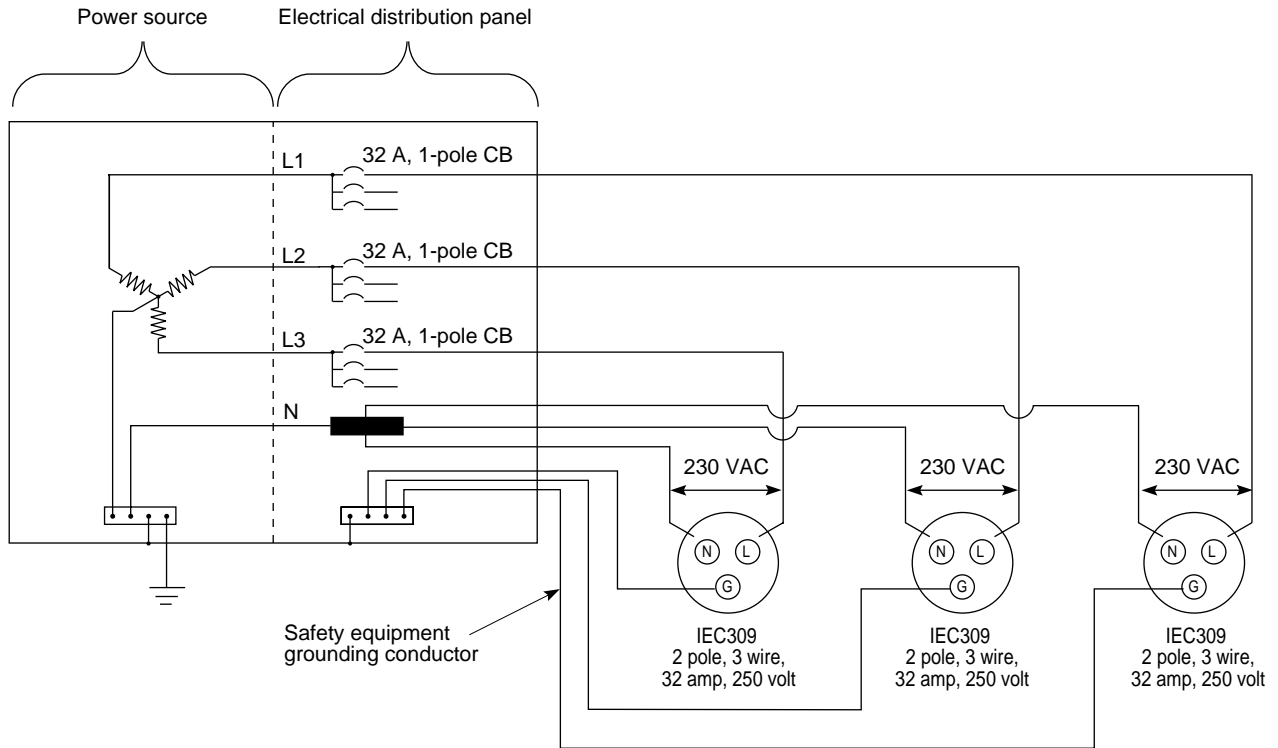 Power source
Electrical distribution panel
L1
32 A, 1-pole CB
L2
32 A, 1-pole CB
L3
32 A, 1-pole CB
N
230 VAC
230 VAC
230 VAC
N
L
G
N
L
G
N
L
G
Safety equipment
grounding conductor
IEC309
2 pole, 3 wire,
32 amp, 250 volt
IEC309
2 pole, 3 wire,
32 amp, 250 volt
IEC309
2 pole, 3 wire,
32 amp, 250 volt